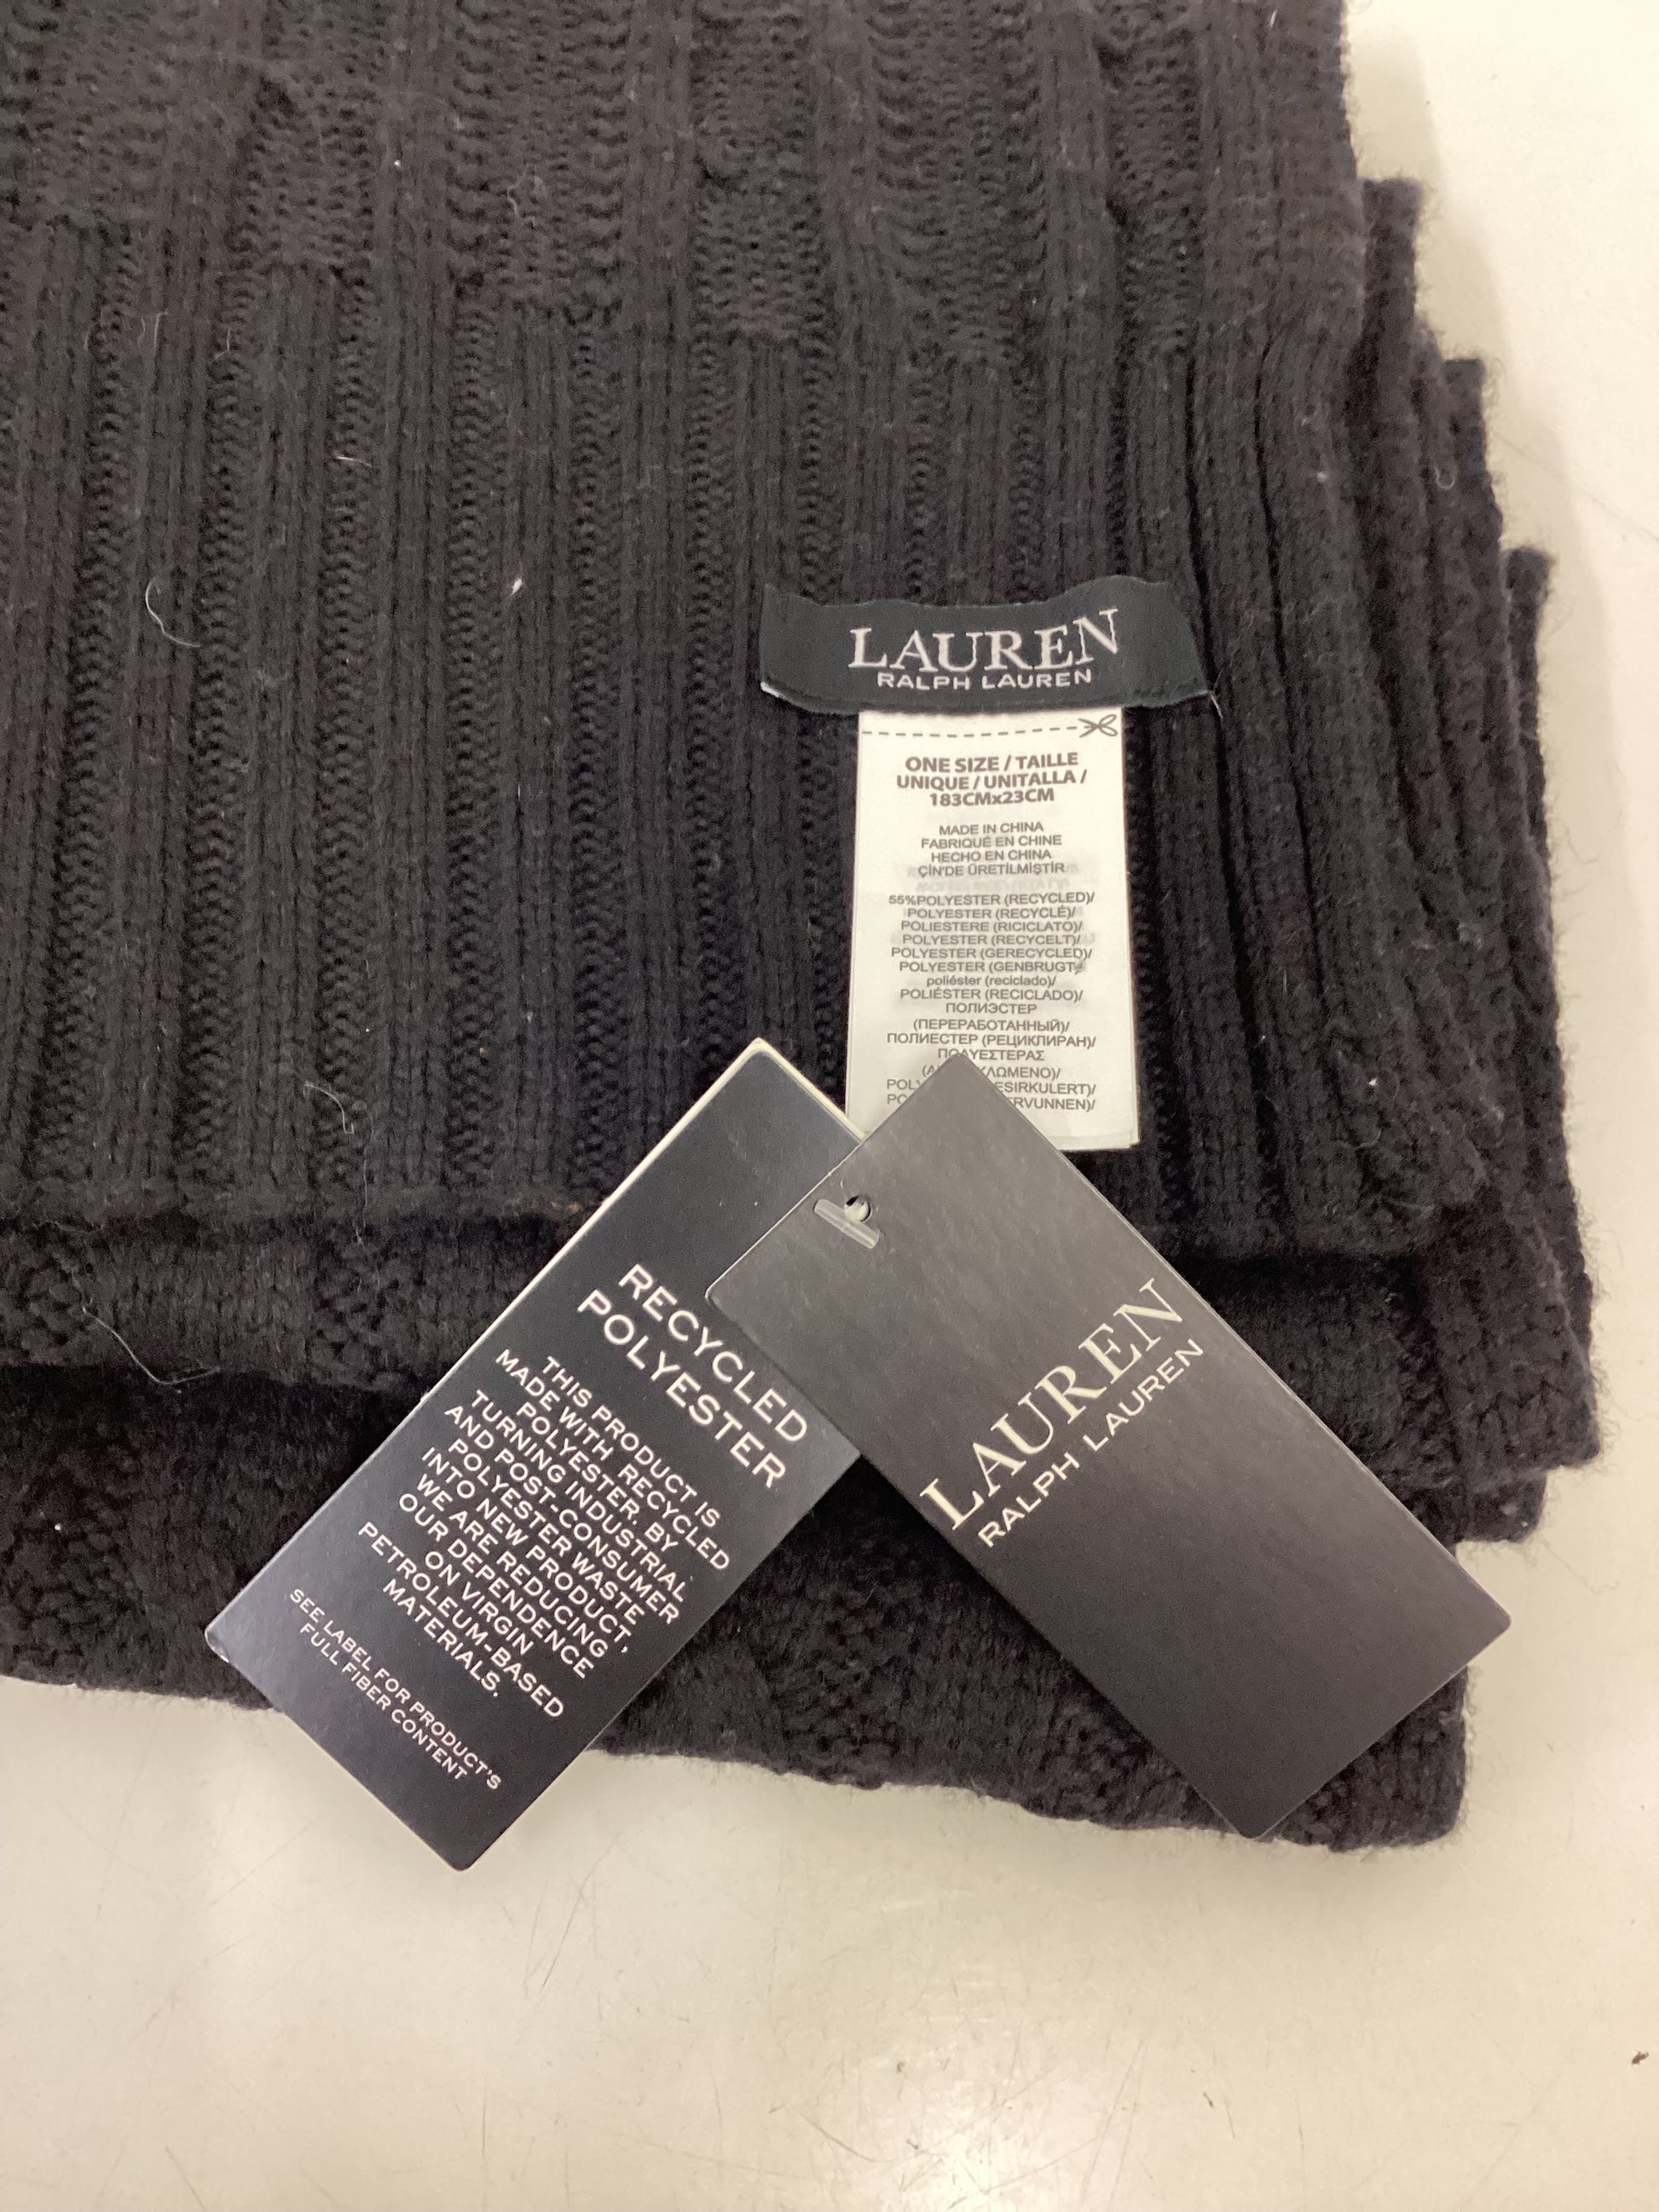 LAUREN
RALPH LAUREN
ONE SIZE / TAILLE
UNIQUE / UNITALLA /
183CMx23CM
MADE IN CHINA
FABRIQUÉ EN CHINE
HECHO EN CHINA
ÇİN'DE ÜRETİLMİŞTİR
55%POLYESTER (RECYCLED)/
POLYESTER (RECYCLÉ)/
POLIESTERE (RICICLATO)/
POLYESTER (RECYCELT)/
POLYESTER (GERECYCLED)/
POLYESTER (GENBRUGT)/
poliéster (reciclado)/
POLIÉSTER (RECICLADO)/
ПОЛИЭСТЕР
(ПЕРЕРАБОТАННЫЙ)/
ПОЛИЕСТЕР (РЕЦИКЛИРАН)/
ΠΟΛΥΕΣΤΕΡΑΣ
RECYCLED
POLYESTER
THIS PRODUCT IS
MADE WITH RECYCLED
POLYESTER. BY
TURNING INDUSTRIAL
AND POST-CONSUMER
POLYESTER WASTE
INTO NEW PRODUCT,
WE ARE REDUCING
OUR DEPENDENCE
ON VIRGIN
PETROLEUM-BASED
MATERIALS.
SEE LABEL FOR PRODUCT'S
FULL FIBER CONTENT
LAUREN
RALPH LAUREN